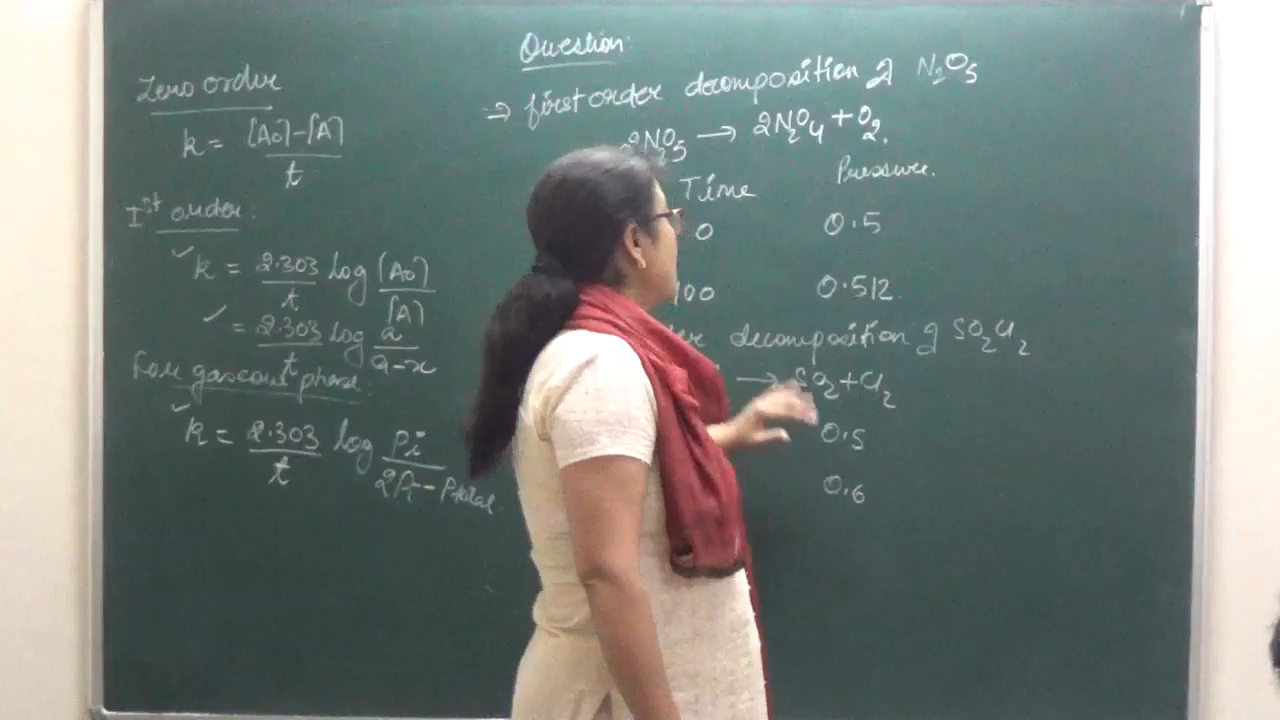 Zero order
k = [A0]-[A] / t
Ist order.
✓ k = 2.303 / t log [A0] / [A]
✓ = 2.303 / t log a / a-x
For gaseous phase:
✓ k = 2.303 / t log Pi / 2Pi - Ptotal
Question:
⇒ first order decomposition of N2O5
2N2O5 → 2N2O4 + O2.
Time Pressure.
0 0.5
100 0.512.
decomposition of SO2Cl2
→ SO2 + Cl2
0.5
0.6